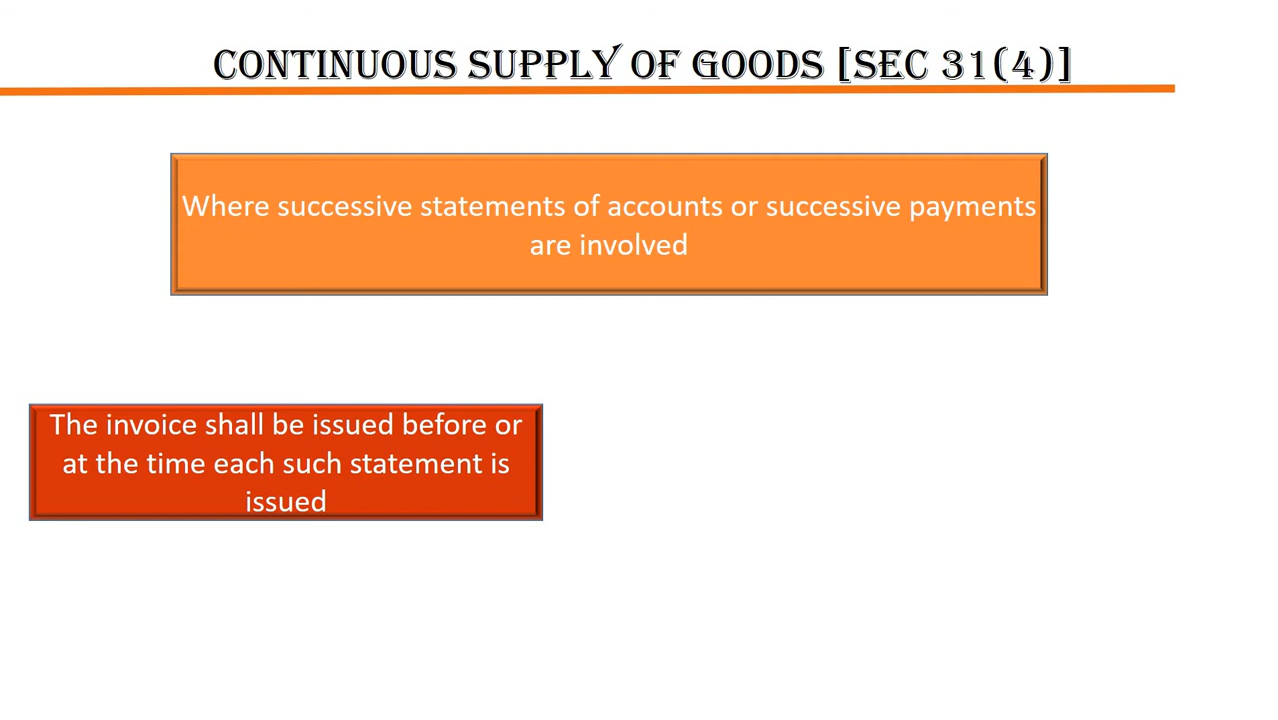 CONTINUOUS SUPPLY OF GOODS [SEC 31(4)]
Where successive statements of accounts or successive payments
are involved
The invoice shall be issued before or
at the time each such statement is
issued